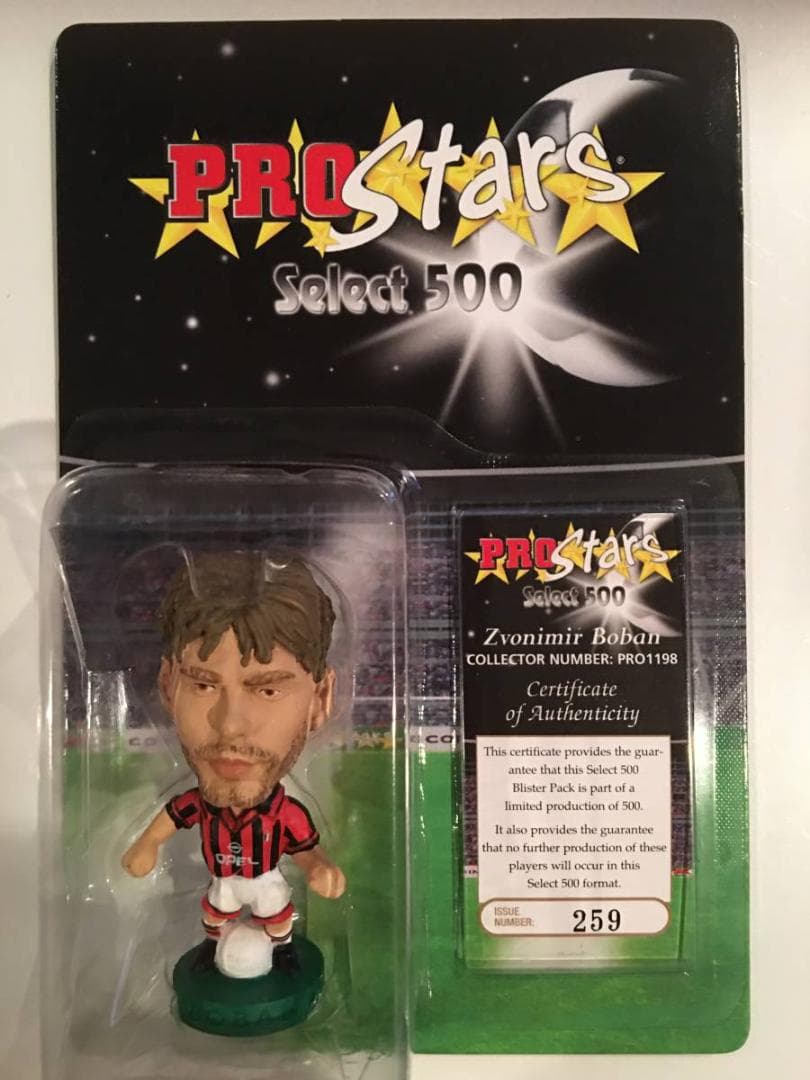 PROStars
Select 500
PROStars
Select 500
Zvonimir Boban
COLLECTOR NUMBER: PRO1198
Certificate
of Authenticity
This certificate provides the guar-
antee that this Select 500
Blister Pack is part of a
limited production of 500.
It also provides the guarantee
that no further production of these
players will occur in this
Select 500 format.
ISSUE
NUMBER: 259
OPEL